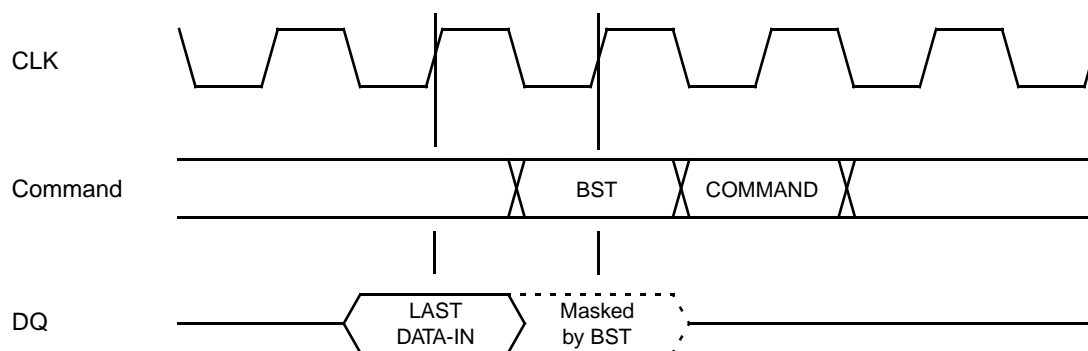 CLK
Command
BST
COMMAND
DQ
LAST
DATA-IN
Masked
by BST